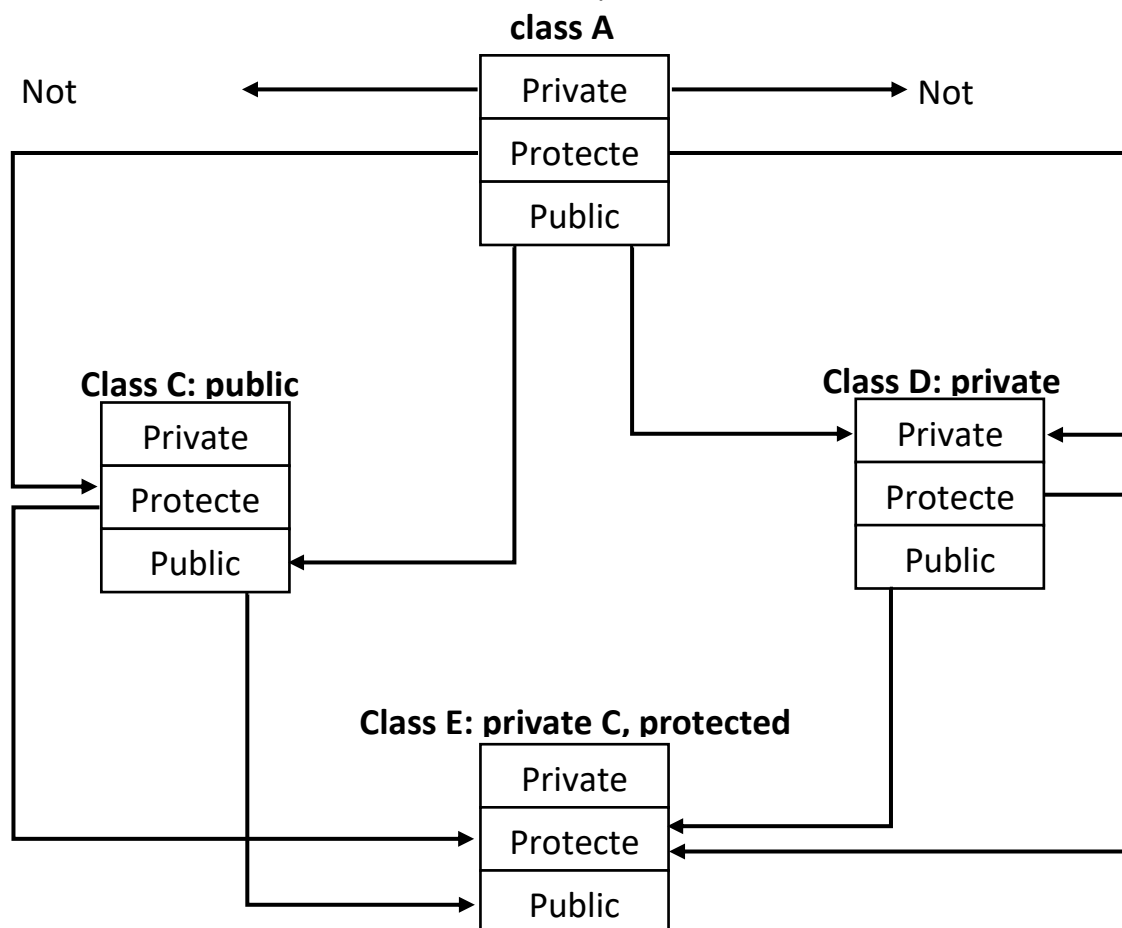 class A
Private
Not
Not
Protecte
Public
Class C: public
Class D: private
Private
Private
Protecte
Protecte
Public
Public
Class E: private C, protected
Private
Protecte
Public